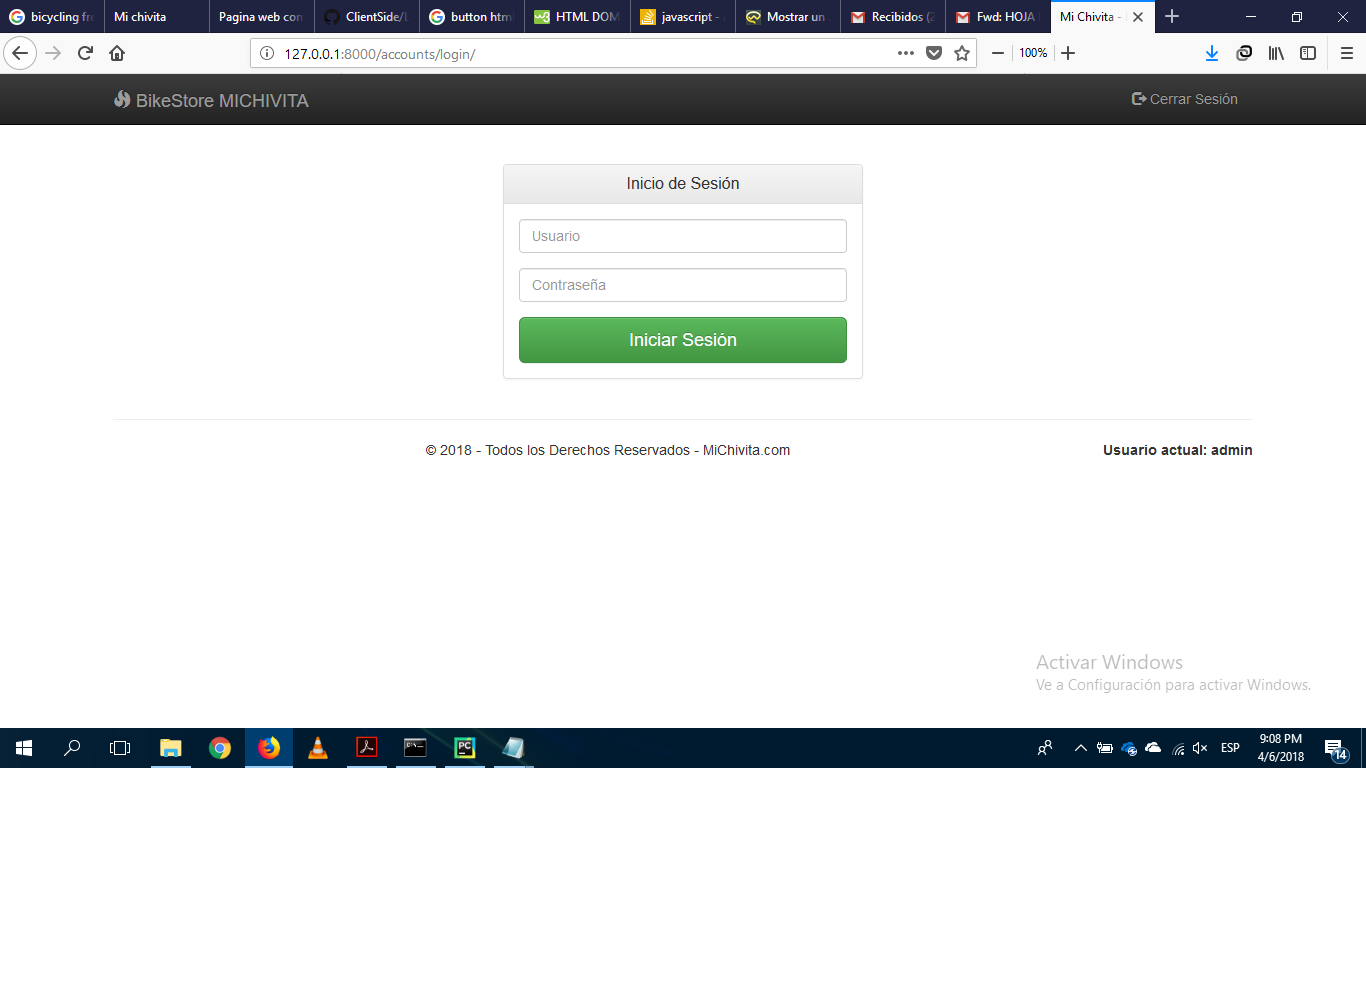 bicycling fre
Mi chivita
Pagina web con
ClientSide/
button html
HTML DOM
javascript -
Mostrar un
Recibidos (2
Fwd: HOJA
Mi Chivita -
127.0.0.1:8000/accounts/login/
100%
BikeStore MICHIVITA
Cerrar Sesión
Inicio de Sesión
Usuario
Contraseña
Iniciar Sesión
© 2018 - Todos los Derechos Reservados - MiChivita.com
Usuario actual: admin
Activar Windows
Ve a Configuración para activar Windows.
ESP
9:08 PM
4/6/2018
14